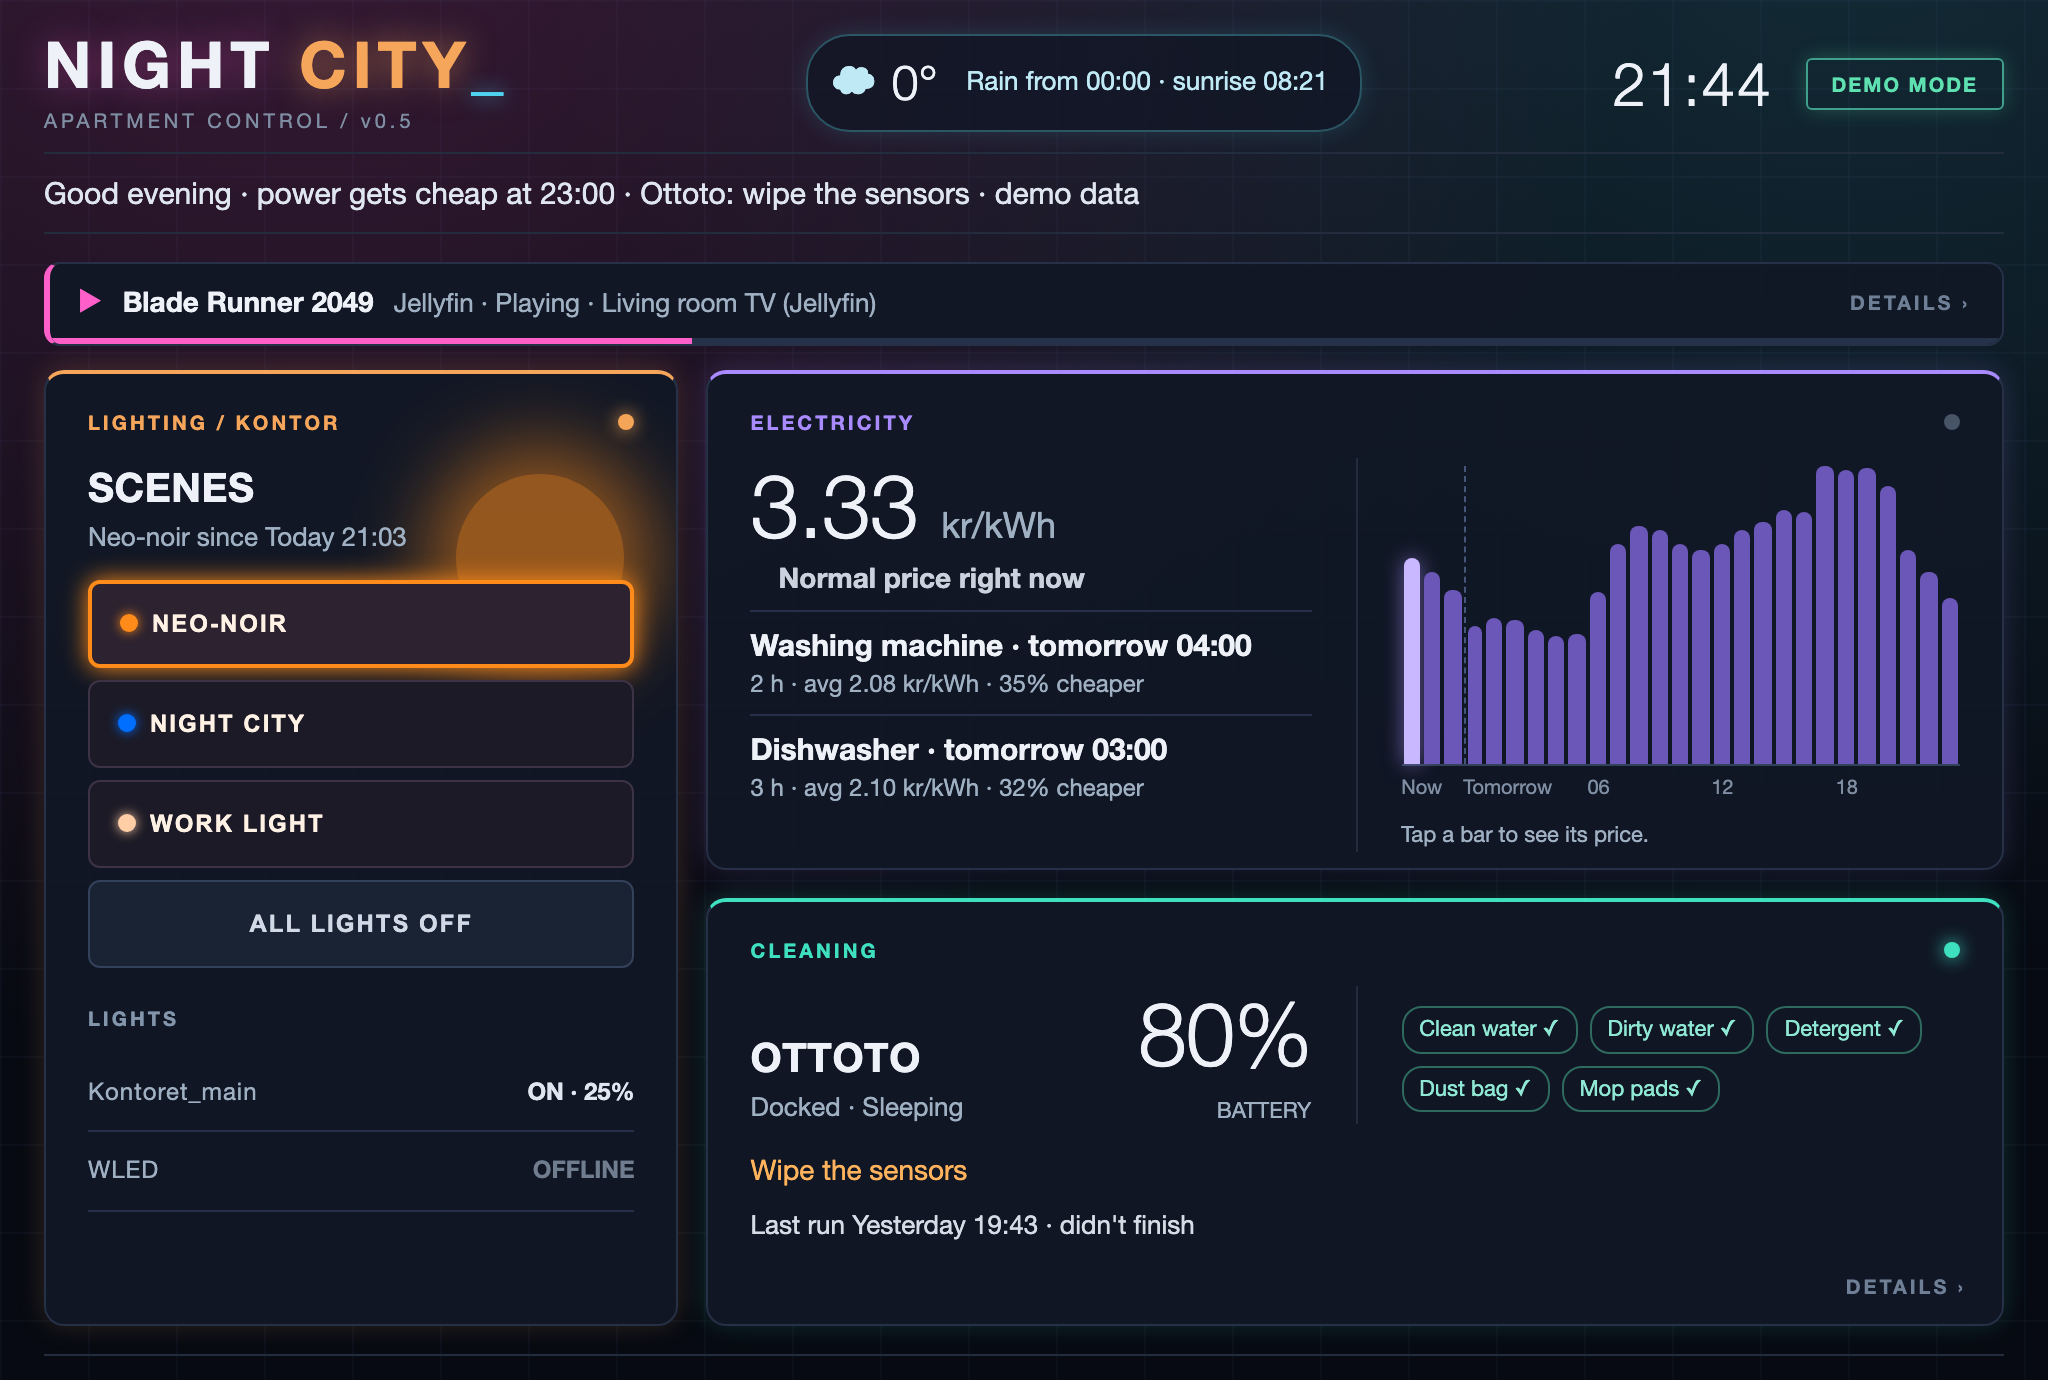 NIGHT CITY_
APARTMENT CONTROL / v0.5
0° Rain from 00:00 · sunrise 08:21
21:44
DEMO MODE
Good evening · power gets cheap at 23:00 · Ottoto: wipe the sensors · demo data
Blade Runner 2049 Jellyfin · Playing · Living room TV (Jellyfin)
DETAILS ›
LIGHTING / KONTOR
SCENES
Neo-noir since Today 21:03
NEO-NOIR
NIGHT CITY
WORK LIGHT
ALL LIGHTS OFF
LIGHTS
Kontoret_main ON · 25%
WLED OFFLINE
ELECTRICITY
3.33 kr/kWh
Normal price right now
Washing machine · tomorrow 04:00
2 h · avg 2.08 kr/kWh · 35% cheaper
Dishwasher · tomorrow 03:00
3 h · avg 2.10 kr/kWh · 32% cheaper
Now Tomorrow 06 12 18
Tap a bar to see its price.
CLEANING
OTTOTO
Docked · Sleeping
80%
BATTERY
Clean water ✓ Dirty water ✓ Detergent ✓
Dust bag ✓ Mop pads ✓
Wipe the sensors
Last run Yesterday 19:43 · didn't finish
DETAILS ›